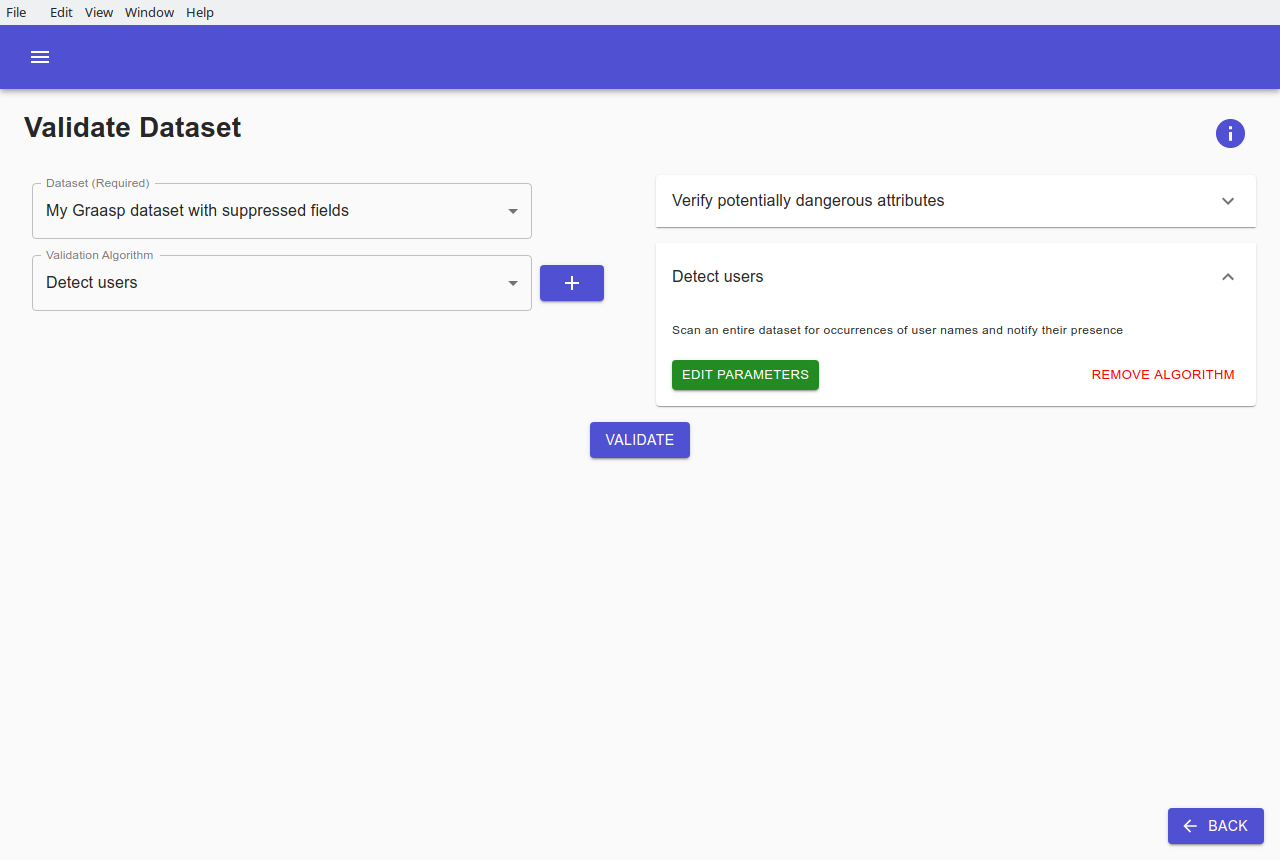 File Edit View Window Help
Validate Dataset
Dataset (Required)
My Graasp dataset with suppressed fields
Validation Algorithm
Detect users
Verify potentially dangerous attributes
Detect users
Scan an entire dataset for occurrences of user names and notify their presence
EDIT PARAMETERS
REMOVE ALGORITHM
VALIDATE
BACK